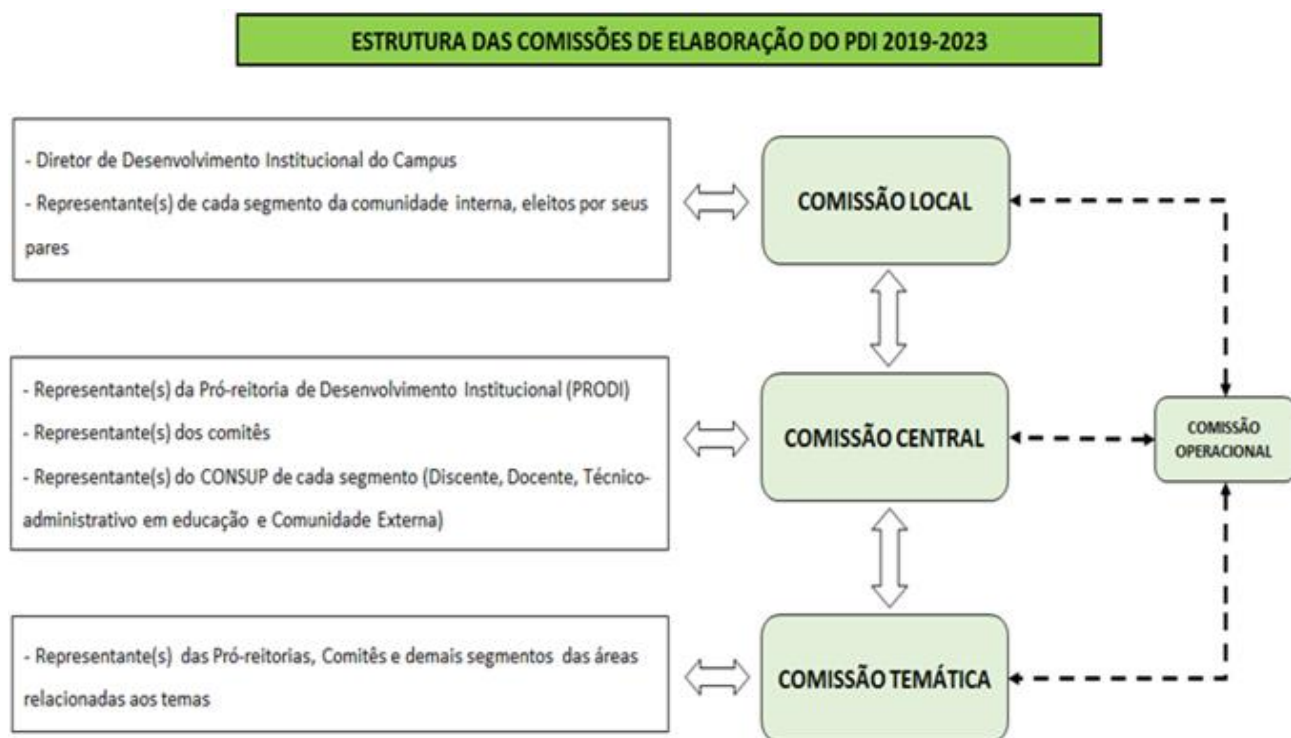 ESTRUTURA DAS COMISSÕES DE ELABORAÇÃO DO PDI 2019-2023
- Diretor de Desenvolvimento Institucional do Campus
- Representante(s) de cada segmento da comunidade interna, eleitos por seus
pares
COMISSÃO LOCAL
- Representante(s) da Pró-reitoria de Desenvolvimento Institucional (PRODI)
- Representante(s) dos comitês
- Representante(s) do CONSUP de cada segmento (Discente, Docente, Técnico-
administrativo em educação e Comunidade Externa)
COMISSÃO CENTRAL
COMISSÃO
OPERACIONAL
- Representante(s) das Pró-reitorias, Comitês e demais segmentos das áreas
relacionadas aos temas
COMISSÃO TEMÁTICA